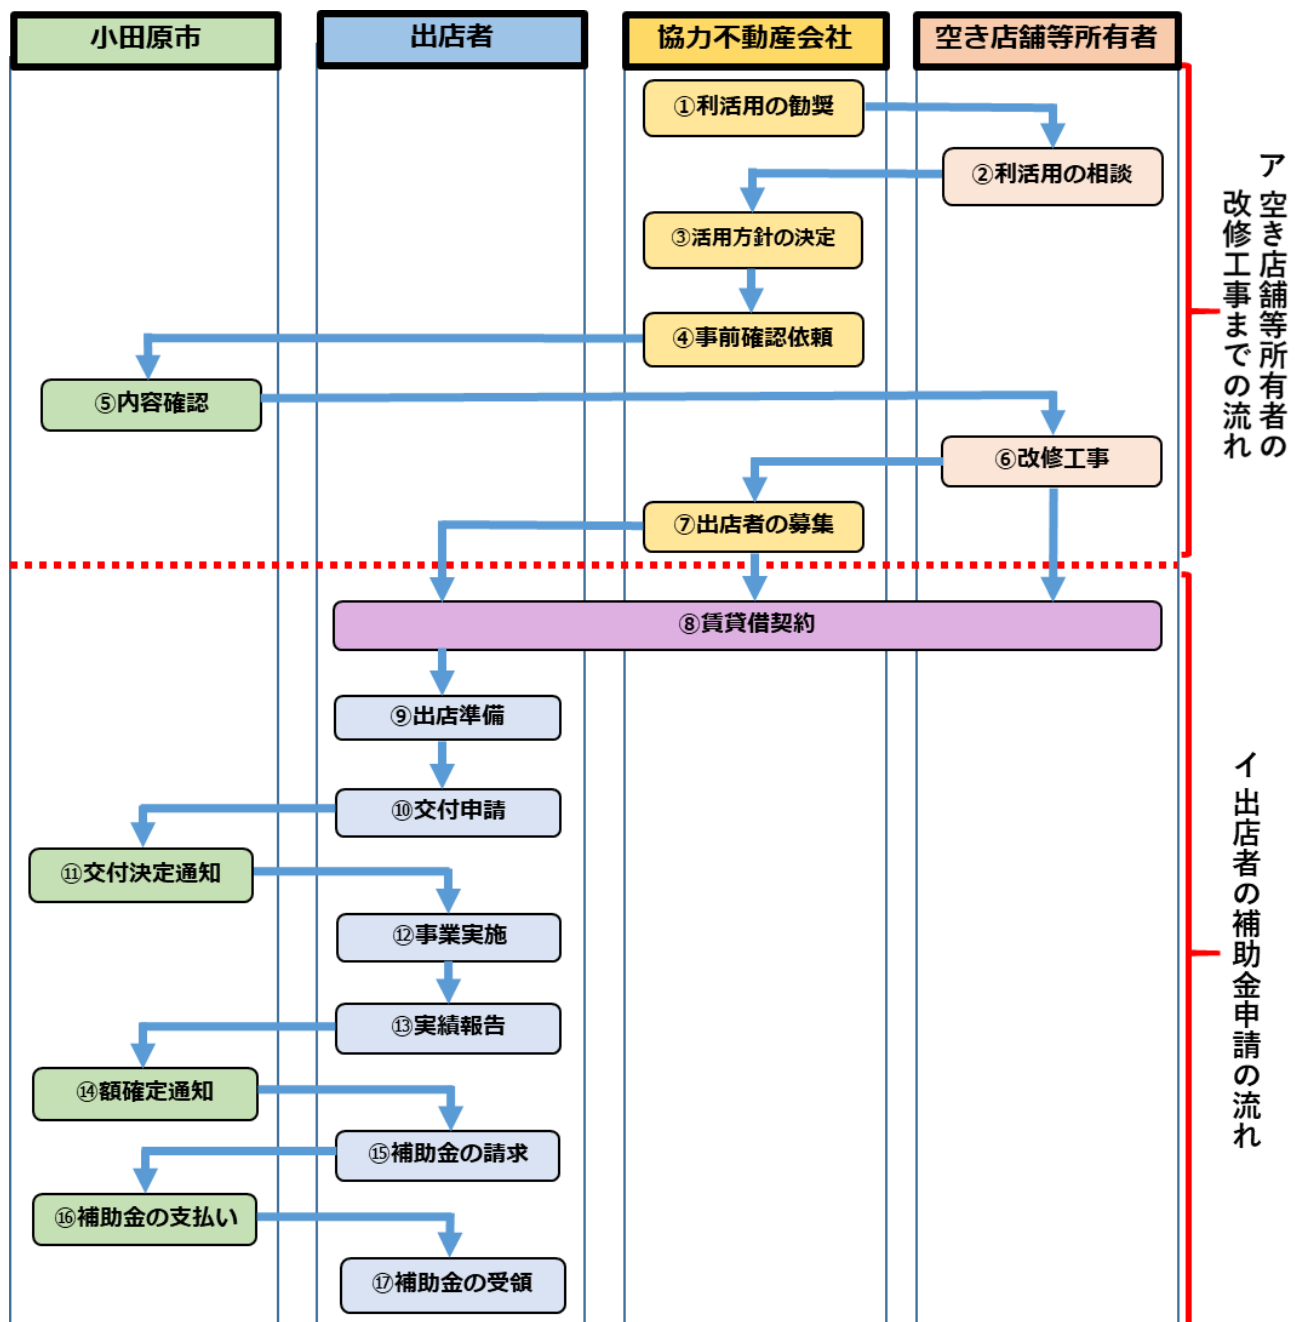 小田原市
出店者
協力不動産会社
空き店舗等所有者
①利活用の勧奨
②利活用の相談
③活用方針の決定
④事前確認依頼
⑤内容確認
⑥改修工事
⑦出店者の募集
ア 空き店舗等所有者の
改修工事までの流れ
⑧賃貸借契約
⑨出店準備
⑩交付申請
⑪交付決定通知
⑫事業実施
⑬実績報告
⑭額確定通知
⑮補助金の請求
⑯補助金の支払い
⑰補助金の受領
イ 出店者の補助金申請の流れ